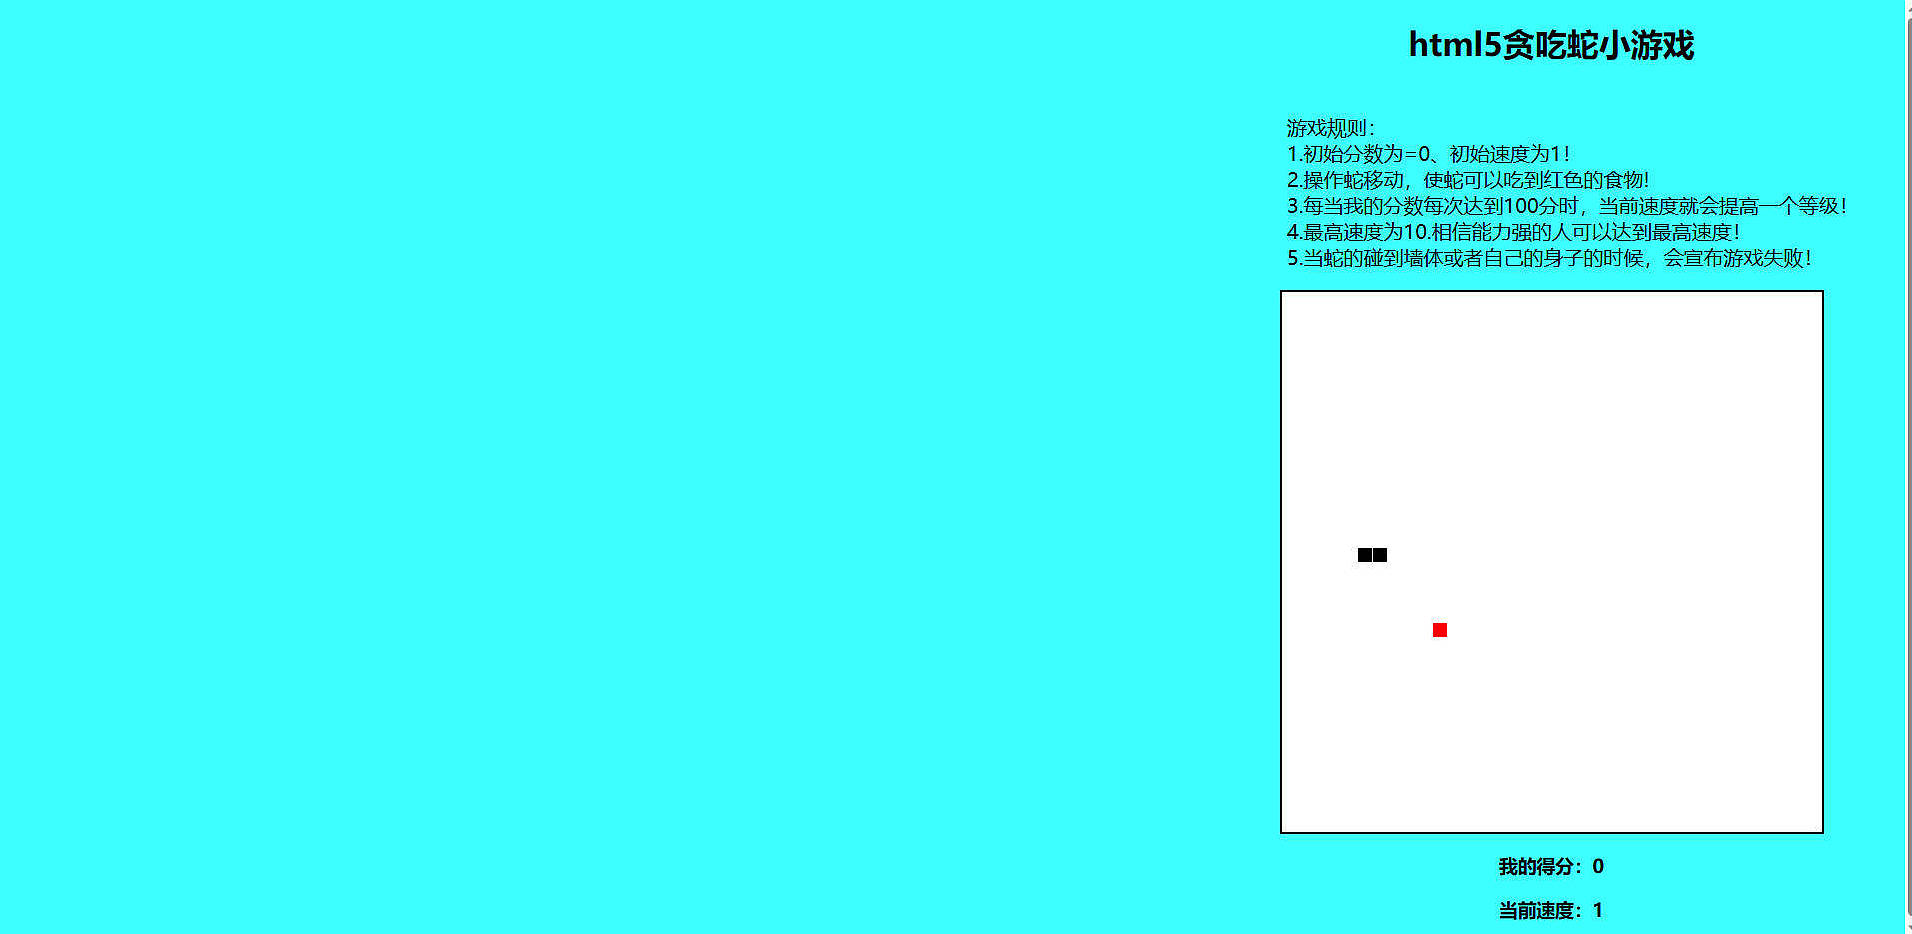 html5贪吃蛇小游戏
游戏规则：
1.初始分数为=0、初始速度为1！
2.操作蛇移动，使蛇可以吃到红色的食物！
3.每当我的分数每次达到100分时，当前速度就会提高一个等级！
4.最高速度为10.相信能力强的人可以达到最高速度！
5.当蛇的碰到墙体或者自己的身子的时候，会宣布游戏失败！
我的得分：0
当前速度：1